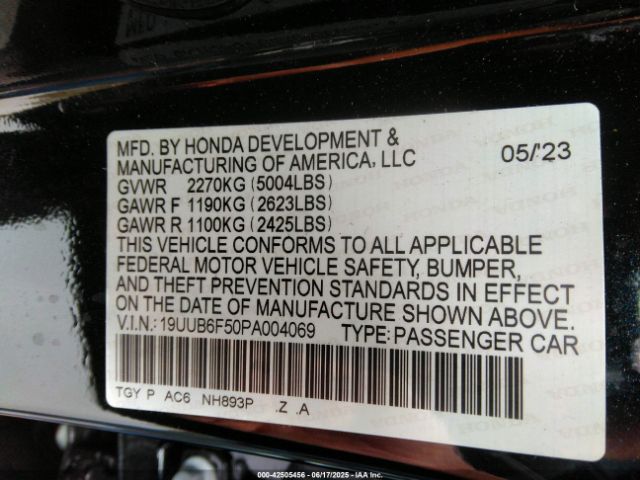 MFD. BY HONDA DEVELOPMENT &
MANUFACTURING OF AMERICA, LLC 05/'23
GVWR 2270KG (5004LBS)
GAWR F 1190KG (2623LBS)
GAWR R 1100KG (2425LBS)
THIS VEHICLE CONFORMS TO ALL APPLICABLE
FEDERAL MOTOR VEHICLE SAFETY, BUMPER,
AND THEFT PREVENTION STANDARDS IN EFFECT
ON THE DATE OF MANUFACTURE SHOWN ABOVE.
V.I.N.: 19UUB6F50PA004069 TYPE: PASSENGER CAR
TGY P AC6 NH893P .Z .A
000-42505456 - 06/17/2025 - IAA Inc.